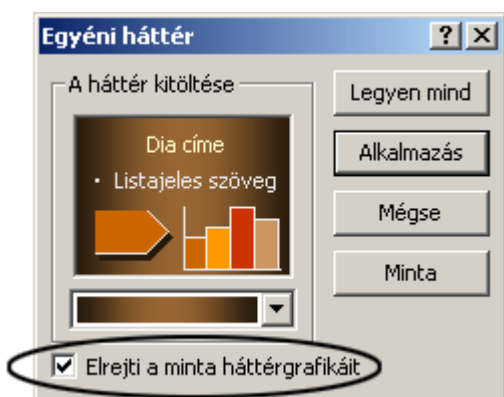 Egyéni háttér
A háttér kitöltése
Dia címe
• Listajeles szöveg
Legyen mind
Alkalmazás
Mégse
Minta
Elrejti a minta háttérgrafikáit